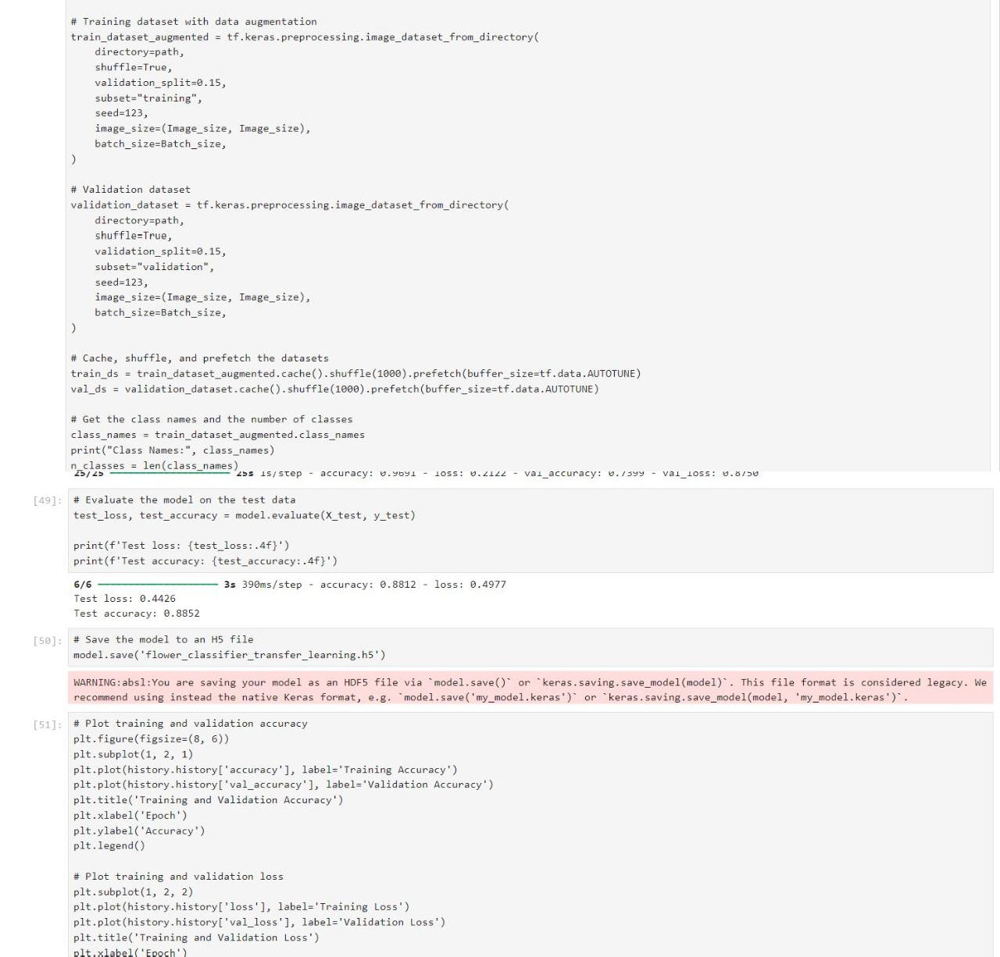 # Training dataset with data augmentation
train_dataset_augmented = tf.keras.preprocessing.image_dataset_from_directory(
    directory=path,
    shuffle=True,
    validation_split=0.15,
    subset="training",
    seed=123,
    image_size=(Image_size, Image_size),
    batch_size=Batch_size,
)

# Validation dataset
validation_dataset = tf.keras.preprocessing.image_dataset_from_directory(
    directory=path,
    shuffle=True,
    validation_split=0.15,
    subset="validation",
    seed=123,
    image_size=(Image_size, Image_size),
    batch_size=Batch_size,
)

# Cache, shuffle, and prefetch the datasets
train_ds = train_dataset_augmented.cache().shuffle(1000).prefetch(buffer_size=tf.data.AUTOTUNE)
val_ds = validation_dataset.cache().shuffle(1000).prefetch(buffer_size=tf.data.AUTOTUNE)

# Get the class names and the number of classes
class_names = train_dataset_augmented.class_names
print("Class Names:", class_names)
n_classes = len(class_names)
25/25 25s 1s/step - accuracy: 0.9691 - loss: 0.2122 - val_accuracy: 0.7399 - val_loss: 0.8750
[49]: # Evaluate the model on the test data
test_loss, test_accuracy = model.evaluate(X_test, y_test)

print(f'Test loss: {test_loss:.4f}')
print(f'Test accuracy: {test_accuracy:.4f}')
6/6 3s 390ms/step - accuracy: 0.8812 - loss: 0.4977
Test loss: 0.4426
Test accuracy: 0.8852
[50]: # Save the model to an H5 file
model.save('flower_classifier_transfer_learning.h5')
WARNING:absl:You are saving your model as an HDF5 file via `model.save()` or `keras.saving.save_model(model)`. This file format is considered legacy. We
recommend using instead the native Keras format, e.g. `model.save('my_model.keras')` or `keras.saving.save_model(model, 'my_model.keras')`.
[51]: # Plot training and validation accuracy
plt.figure(figsize=(8, 6))
plt.subplot(1, 2, 1)
plt.plot(history.history['accuracy'], label='Training Accuracy')
plt.plot(history.history['val_accuracy'], label='Validation Accuracy')
plt.title('Training and Validation Accuracy')
plt.xlabel('Epoch')
plt.ylabel('Accuracy')
plt.legend()

# Plot training and validation loss
plt.subplot(1, 2, 2)
plt.plot(history.history['loss'], label='Training Loss')
plt.plot(history.history['val_loss'], label='Validation Loss')
plt.title('Training and Validation Loss')
plt.xlabel('Epoch')